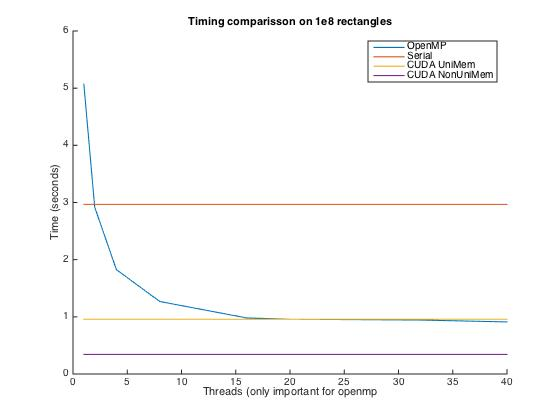 Timing comparisson on 1e8 rectangles
OpenMP
Serial
CUDA UniMem
CUDA NonUniMem
6
5
4
3
2
1
0
Time (seconds)
0 5 10 15 20 25 30 35 40
Threads (only important for openmp